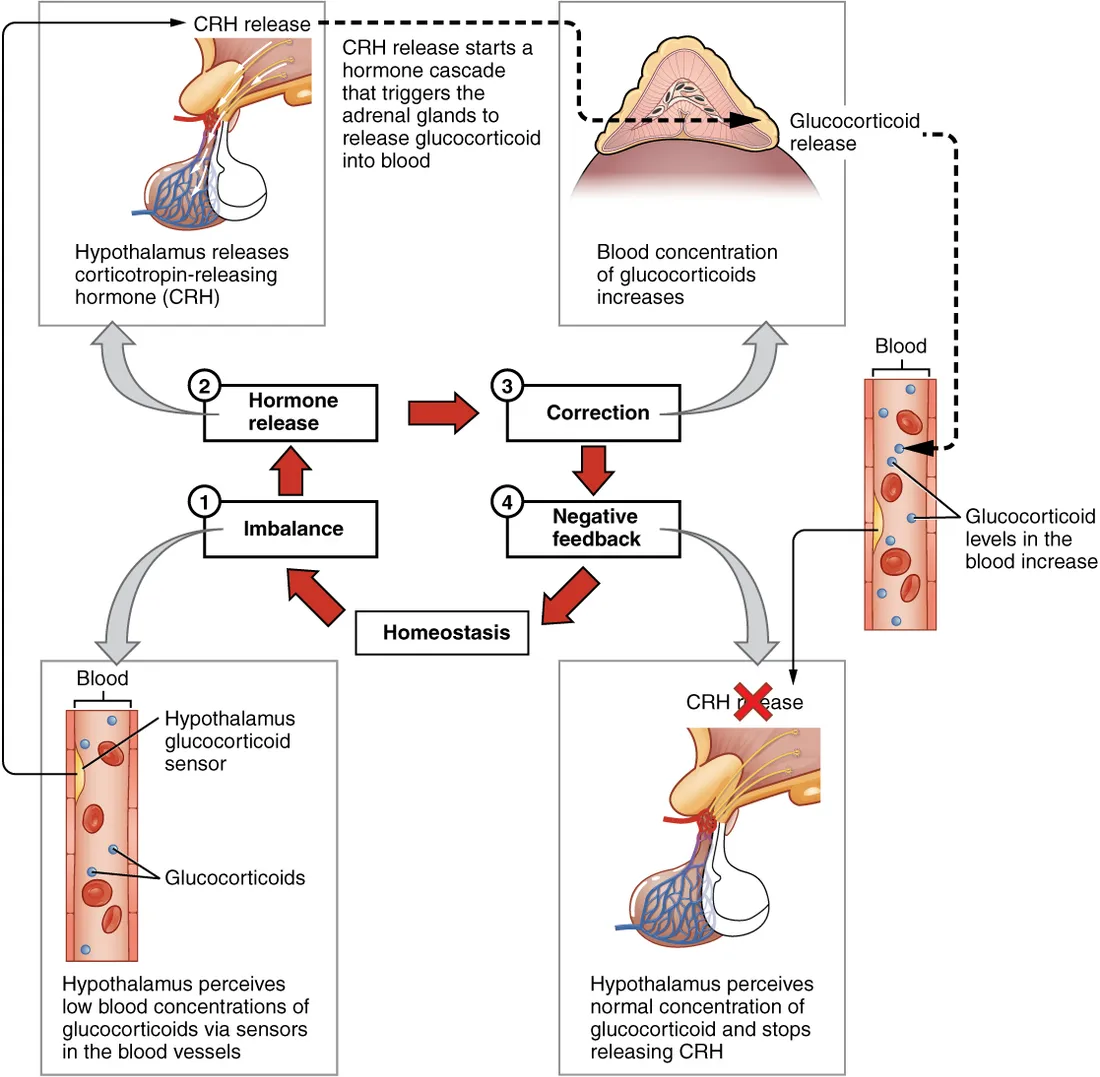 CRH release
CRH release starts a
hormone cascade
that triggers the
adrenal glands to
release glucocorticoid
into blood
Glucocorticoid
release
Hypothalamus releases
corticotropin-releasing
hormone (CRH)
Blood concentration
of glucocorticoids
increases
Blood
2
Hormone
release
3
Correction
1
Imbalance
4
Negative
feedback
Glucocorticoid
levels in the
blood increase
Homeostasis
Blood
Hypothalamus
glucocorticoid
sensor
Glucocorticoids
CRH release
Hypothalamus perceives
low blood concentrations of
glucocorticoids via sensors
in the blood vessels
Hypothalamus perceives
normal concentration of
glucocorticoid and stops
releasing CRH